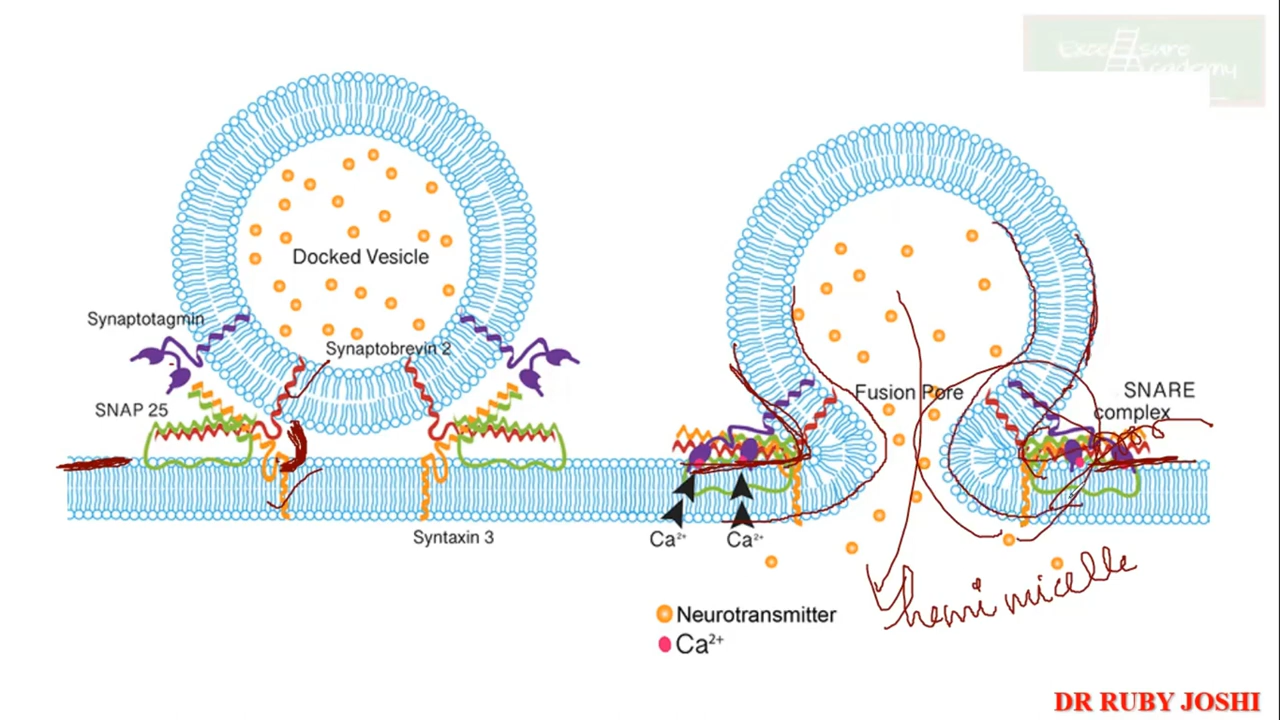 Docked Vesicle
Synaptotagmin
Synaptobrevin 2
SNAP 25
Syntaxin 3
Fusion Pore
SNARE
complex
Ca²⁺ Ca²⁺
hemi micelle
Neurotransmitter
Ca²⁺
DR RUBY JOSHI